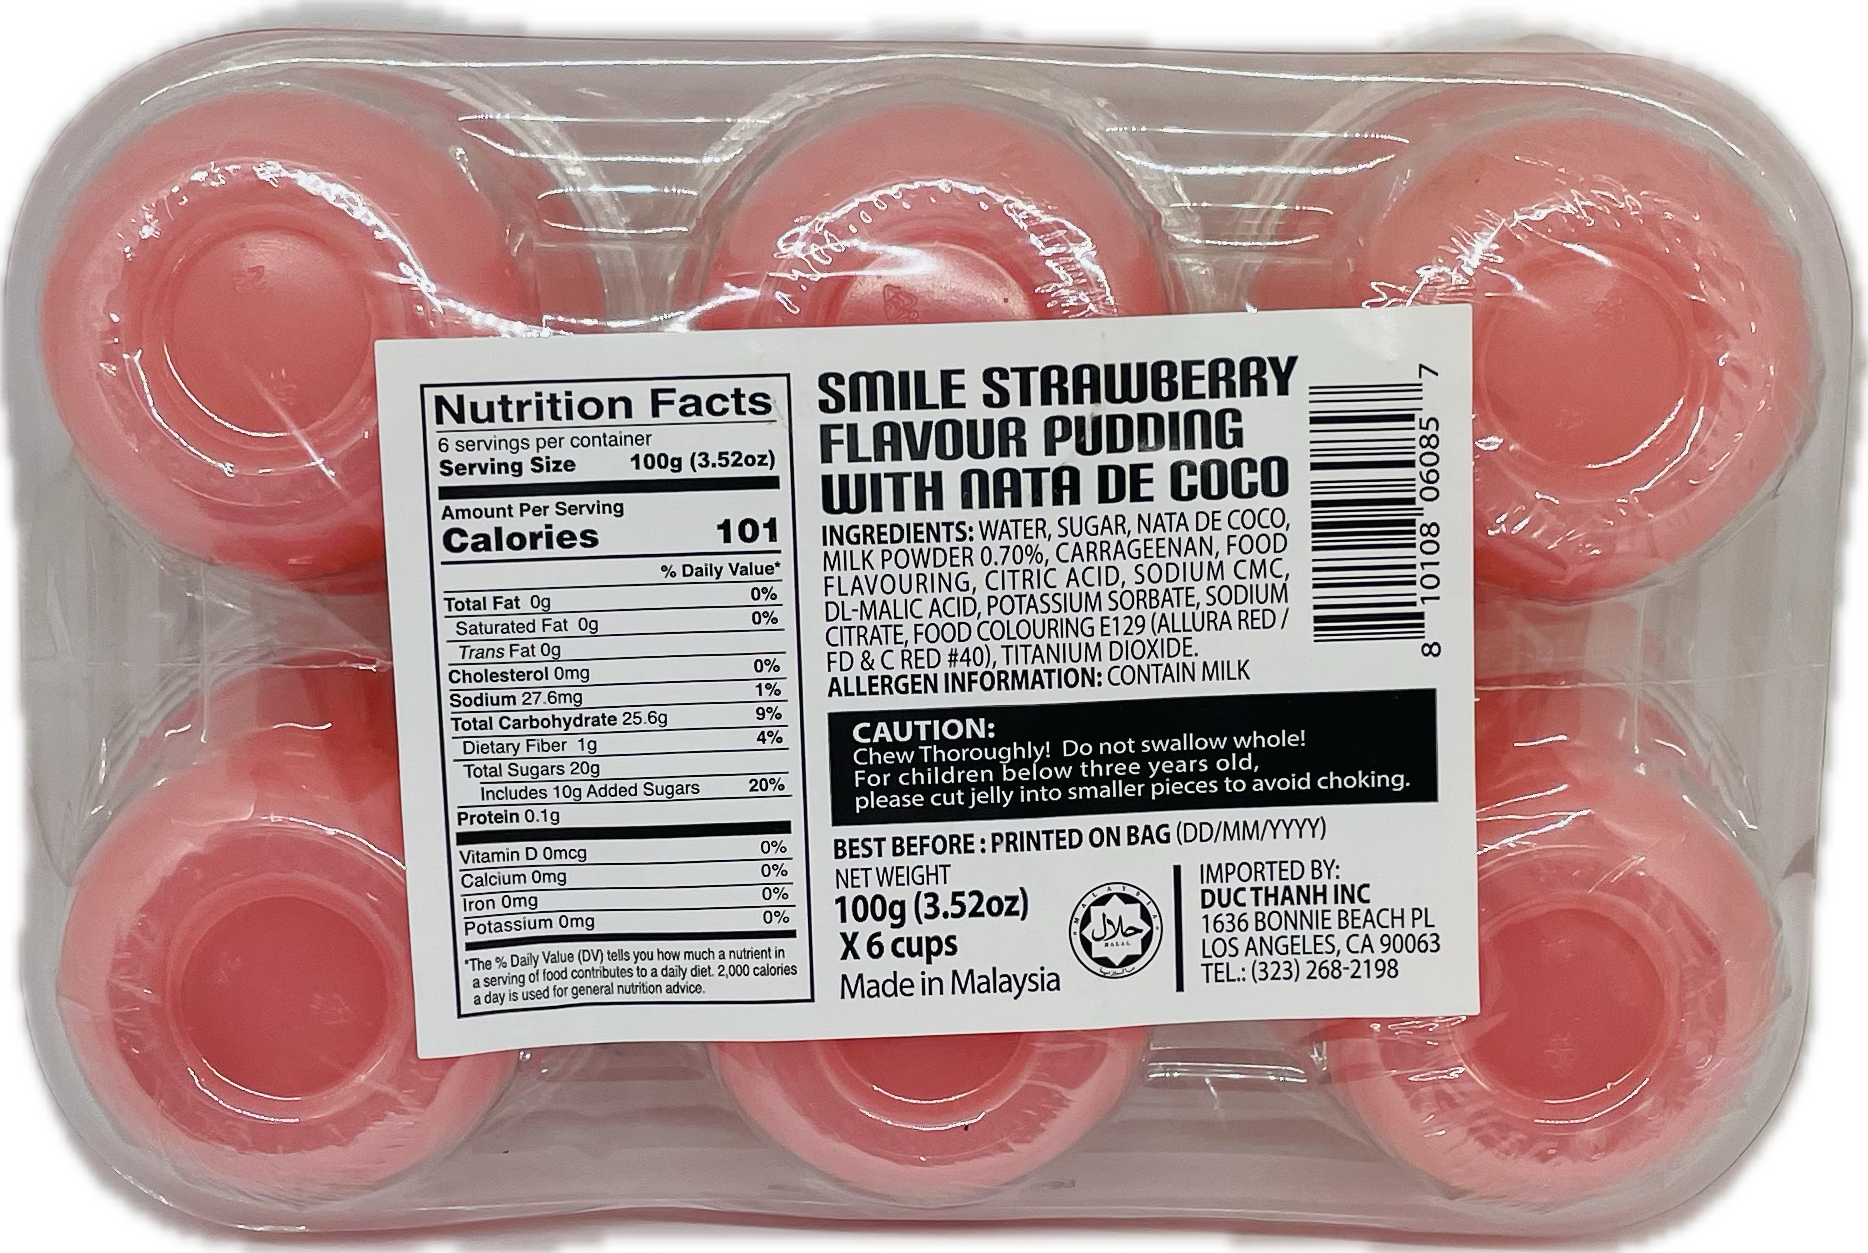 Nutrition Facts
6 servings per container
Serving Size 100g (3.52oz)
Amount Per Serving
Calories 101
% Daily Value*
Total Fat 0g 0%
Saturated Fat 0g 0%
Trans Fat 0g
Cholesterol 0mg 0%
Sodium 27.6mg 1%
Total Carbohydrate 25.6g 9%
Dietary Fiber 1g 4%
Total Sugars 20g
Includes 10g Added Sugars 20%
Protein 0.1g
Vitamin D 0mcg 0%
Calcium 0mg 0%
Iron 0mg 0%
Potassium 0mg 0%
*The % Daily Value (DV) tells you how much a nutrient in
a serving of food contributes to a daily diet. 2,000 calories
a day is used for general nutrition advice.
SMILE STRAWBERRY
FLAVOUR PUDDING
WITH NATA DE COCO
INGREDIENTS: WATER, SUGAR, NATA DE COCO,
MILK POWDER 0.70%, CARRAGEENAN, FOOD
FLAVOURING, CITRIC ACID, SODIUM CMC,
DL-MALIC ACID, POTASSIUM SORBATE, SODIUM
CITRATE, FOOD COLOURING E129 (ALLURA RED /
FD & C RED #40), TITANIUM DIOXIDE.
ALLERGEN INFORMATION: CONTAIN MILK
8 10108 06085 7
CAUTION:
Chew Thoroughly! Do not swallow whole!
For children below three years old,
please cut jelly into smaller pieces to avoid choking.
BEST BEFORE : PRINTED ON BAG (DD/MM/YYYY)
NET WEIGHT
100g (3.52oz)
X 6 cups
Made in Malaysia
MALAYSIA
حلال
HALAL
IMPORTED BY:
DUC THANH INC
1636 BONNIE BEACH PL
LOS ANGELES, CA 90063
TEL.: (323) 268-2198